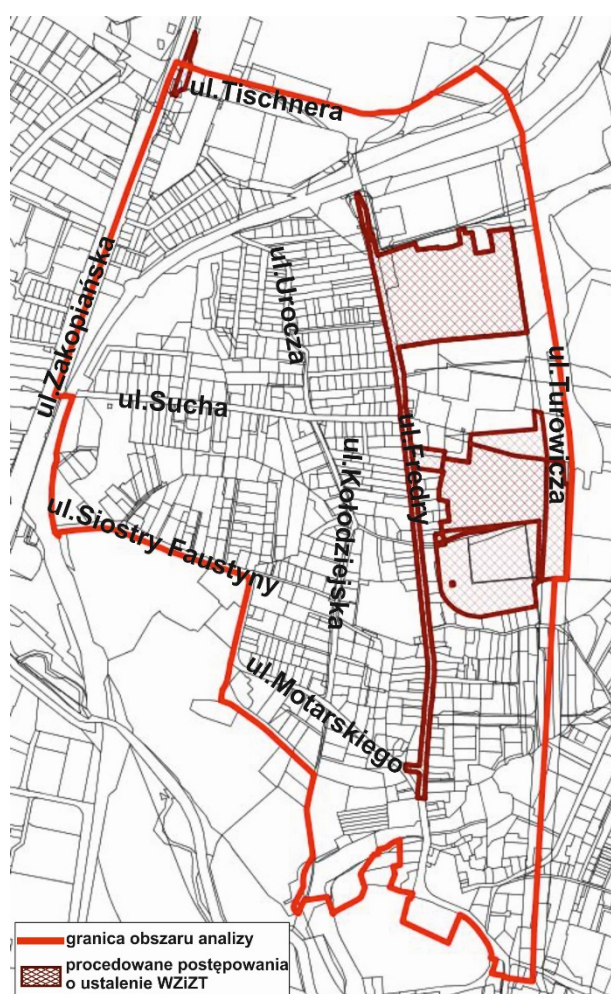 ul.Tischnera
ul.Zakopiańska
ul.Urocza
ul.Sucha
ul.Turowicza
ul.Fredry
ul.Kołodziejska
ul.Siostry Faustyny
ul.Motarskiego
granica obszaru analizy
procedowane postępowania
o ustalenie WZiZT